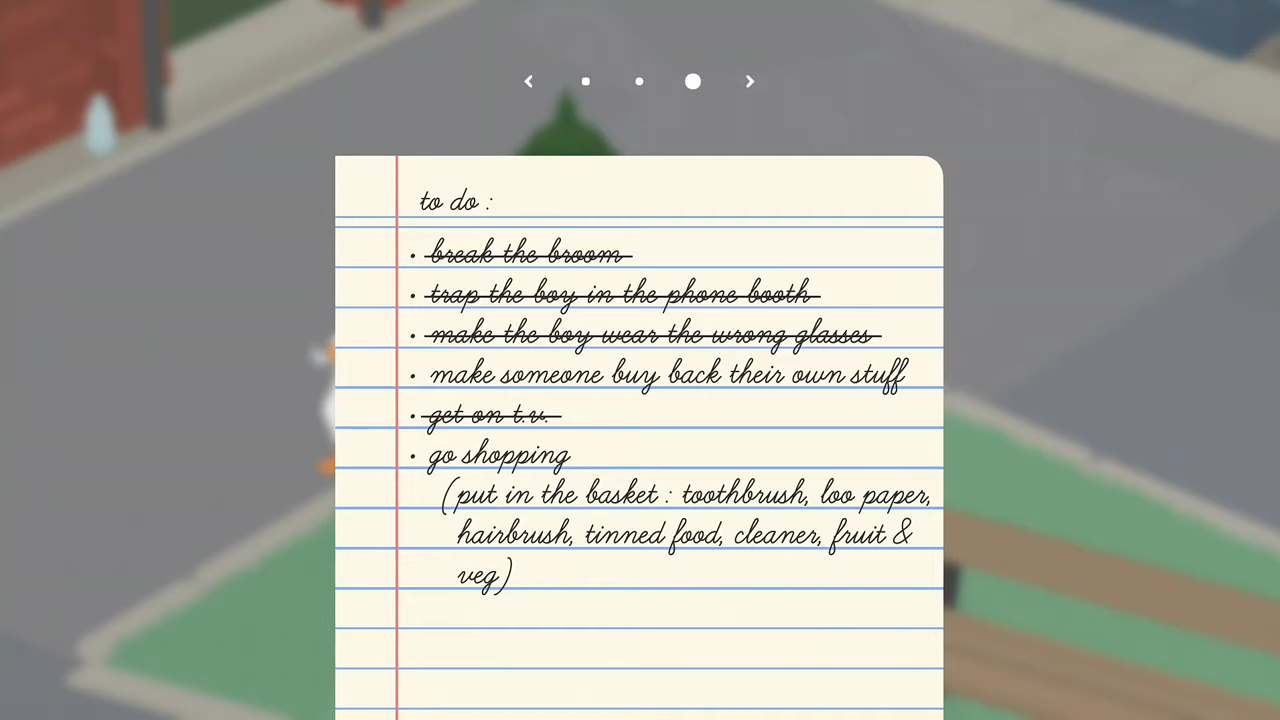 to do :
• break the broom
• trap the boy in the phone booth
• make the boy wear the wrong glasses
• make someone buy back their own stuff
• get on t.v.
• go shopping
(put in the basket : toothbrush, loo paper,
hairbrush, tinned food, cleaner, fruit &
veg)